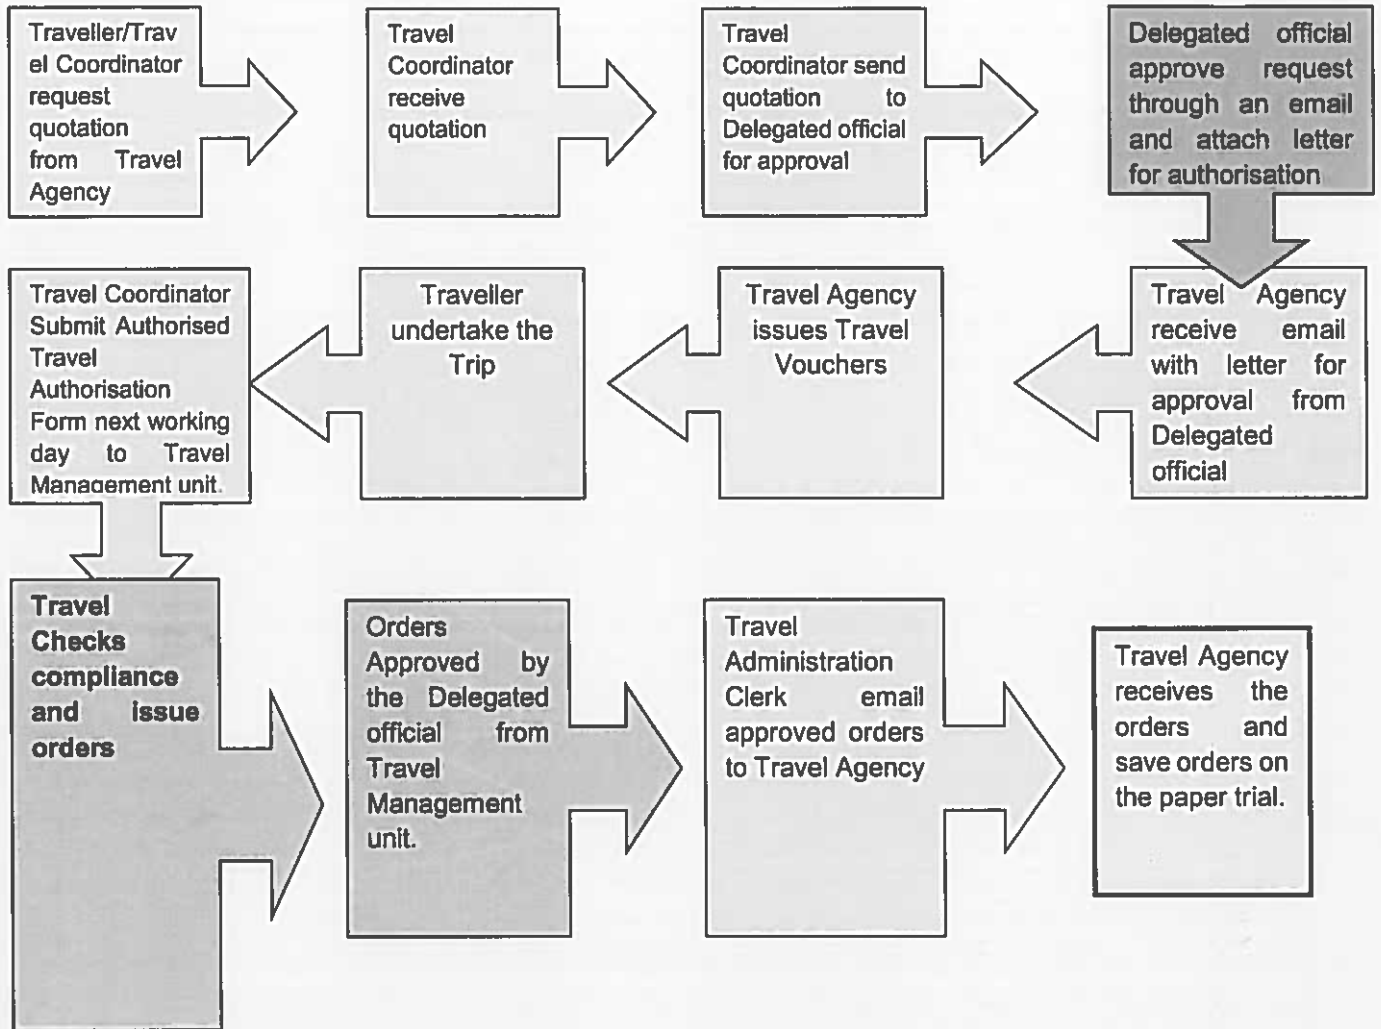 Traveller/Trav
el Coordinator
request
quotation
from Travel
Agency
Travel
Coordinator
receive
quotation
Travel
Coordinator send
quotation to
Delegated official
for approval
Delegated official
approve request
through an email
and attach letter
for authorisation
Travel Agency
receive email
with letter for
approval from
Delegated
official
Travel Agency
issues Travel
Vouchers
Traveller
undertake the
Trip
Travel Coordinator
Submit Authorised
Travel
Authorisation
Form next working
day to Travel
Management unit.
Travel
Checks
compliance
and issue
orders
Orders
Approved by
the Delegated
official from
Travel
Management
unit.
Travel
Administration
Clerk email
approved orders
to Travel Agency
Travel Agency
receives the
orders and
save orders on
the paper trial.